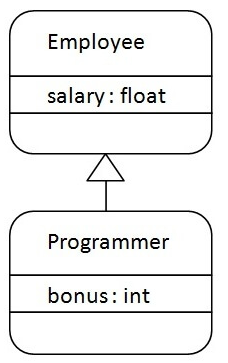 Employee
salary: float
Programmer
bonus: int